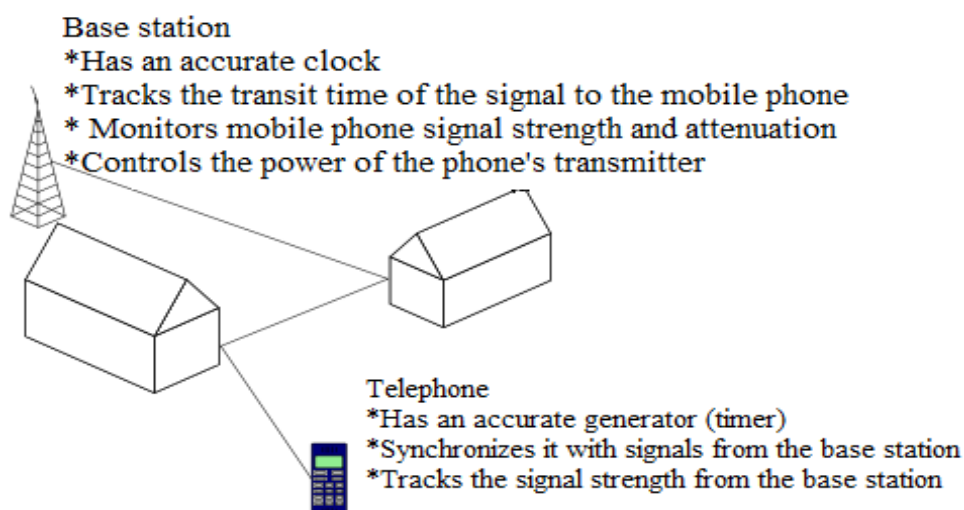 Base station
*Has an accurate clock
*Tracks the transit time of the signal to the mobile phone
* Monitors mobile phone signal strength and attenuation
*Controls the power of the phone's transmitter
Telephone
*Has an accurate generator (timer)
*Synchronizes it with signals from the base station
*Tracks the signal strength from the base station